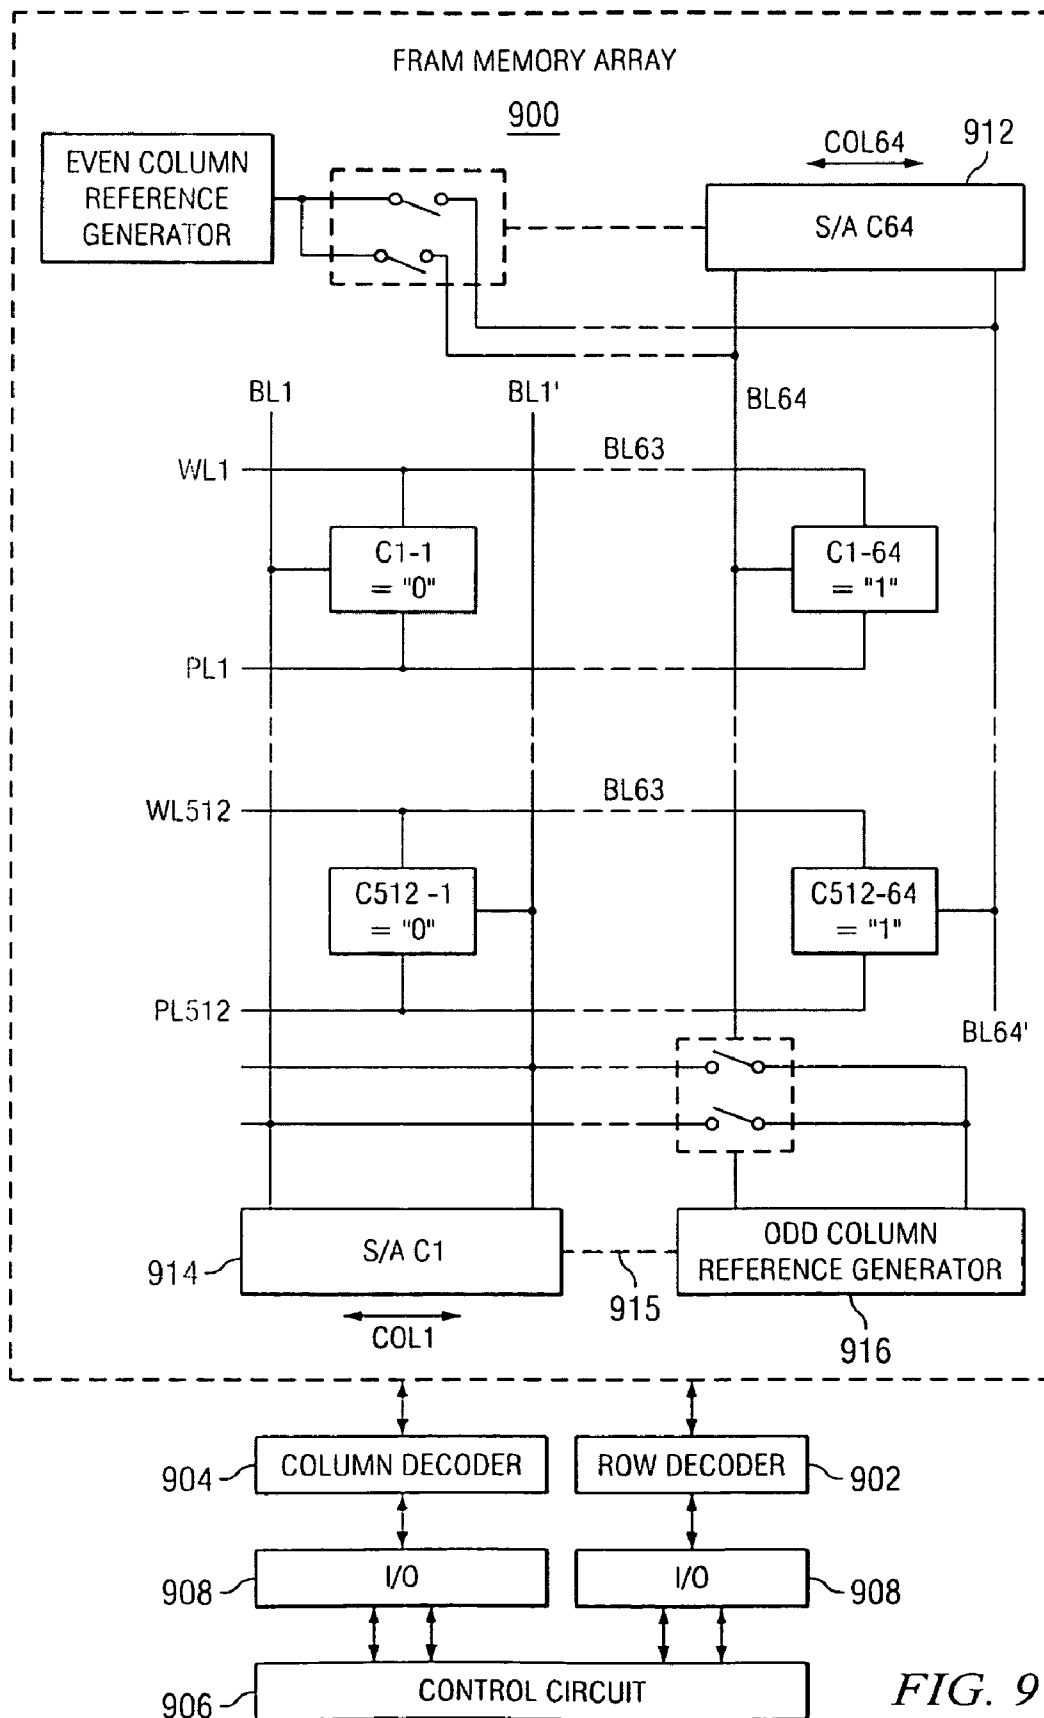 FRAM MEMORY ARRAY
900
EVEN COLUMN
REFERENCE
GENERATOR
COL64
912
S/A C64
BL1
BL1'
BL64
WL1
BL63
C1-1
= "0"
C1-64
= "1"
PL1
WL512
BL63
C512 -1
= "0"
C512-64
= "1"
PL512
BL64'
914
S/A C1
915
ODD COLUMN
REFERENCE GENERATOR
COL1
916
904
COLUMN DECODER
ROW DECODER
902
908
I/O
I/O
908
906
CONTROL CIRCUIT
FIG. 9